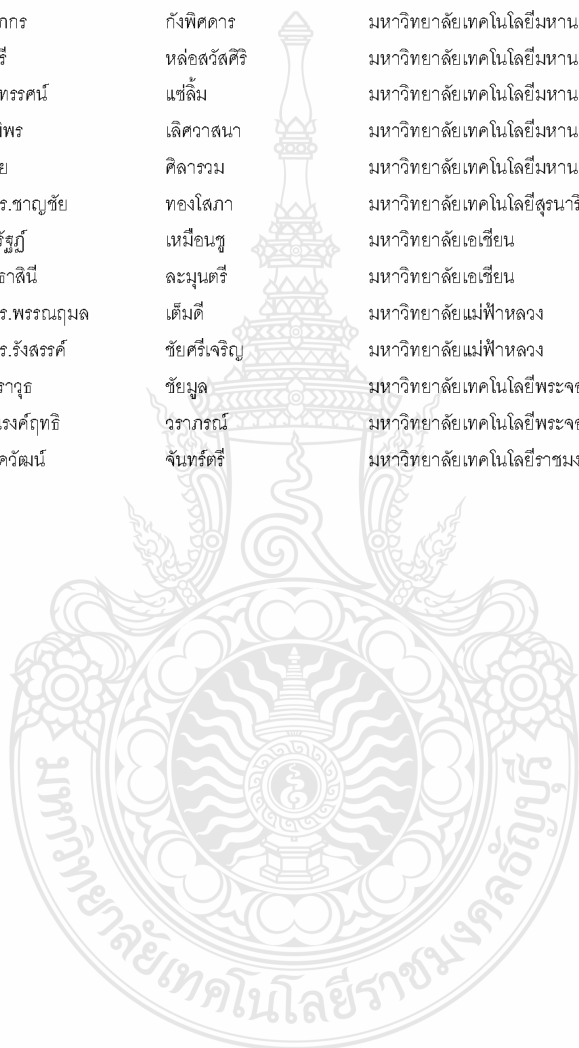 กกร กังพิศดาร มหาวิทยาลัยเทคโนโลยีมหาน
รี หล่อสวัสศิริ มหาวิทยาลัยเทคโนโลยีมหาน
ทรรศน์ แซ่ลิ้ม มหาวิทยาลัยเทคโนโลยีมหาน
พร เลิศวาสนา มหาวิทยาลัยเทคโนโลยีมหาน
ย ศิลารวม มหาวิทยาลัยเทคโนโลยีมหาน
ร.ชาญชัย ทองโสภา มหาวิทยาลัยเทคโนโลยีสุรนารี
รัฐฏ์ เหมือนชู มหาวิทยาลัยเอเชียน
ธาสินี ละมุนตรี มหาวิทยาลัยเอเชียน
ร.พรรณฤมล เต็มดี มหาวิทยาลัยแม่ฟ้าหลวง
ร.รังสรรค์ ชัยศรีเจริญ มหาวิทยาลัยแม่ฟ้าหลวง
ราวุธ ชัยมูล มหาวิทยาลัยเทคโนโลยีพระจอ
รงค์ฤทธิ วราภรณ์ มหาวิทยาลัยเทคโนโลยีพระจอ
ควัฒน์ จันทร์ตรี มหาวิทยาลัยเทคโนโลยีราชมง
มหาวิทยาลัยเทคโนโลยีราชมงคลธัญบุรี